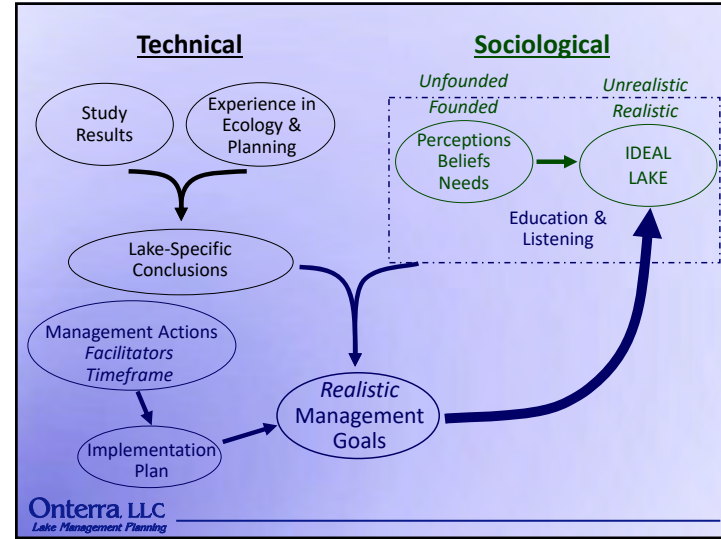 Technical
Sociological
Study
Results
Experience in
Ecology &
Planning
Unfounded
Founded
Perceptions
Beliefs
Needs
Unrealistic
Realistic
IDEAL
LAKE
Education &
Listening
Lake-Specific
Conclusions
Management Actions
Facilitators
Timeframe
Implementation
Plan
Realistic
Management
Goals
Onterra, LLC
Lake Management Planning